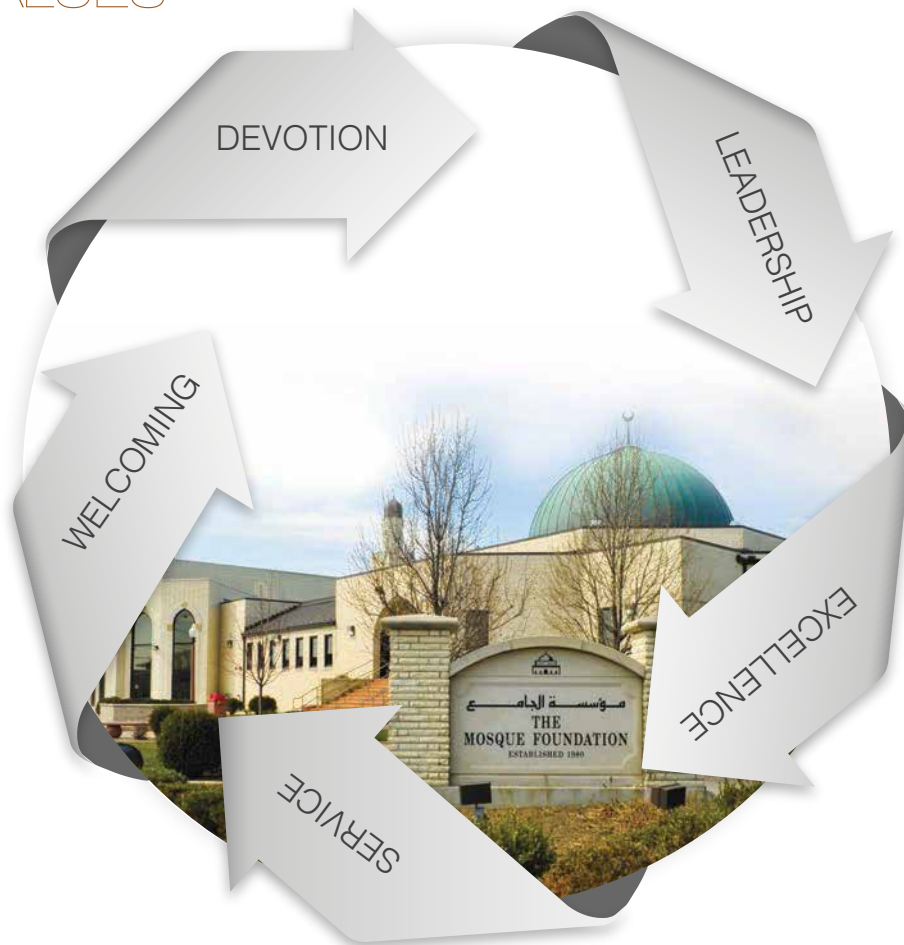 DEVOTION
LEADERSHIP
EXCELLENCE
SERVICE
WELCOMING
مؤسسة الجامع
THE
MOSQUE FOUNDATION
ESTABLISHED 1980